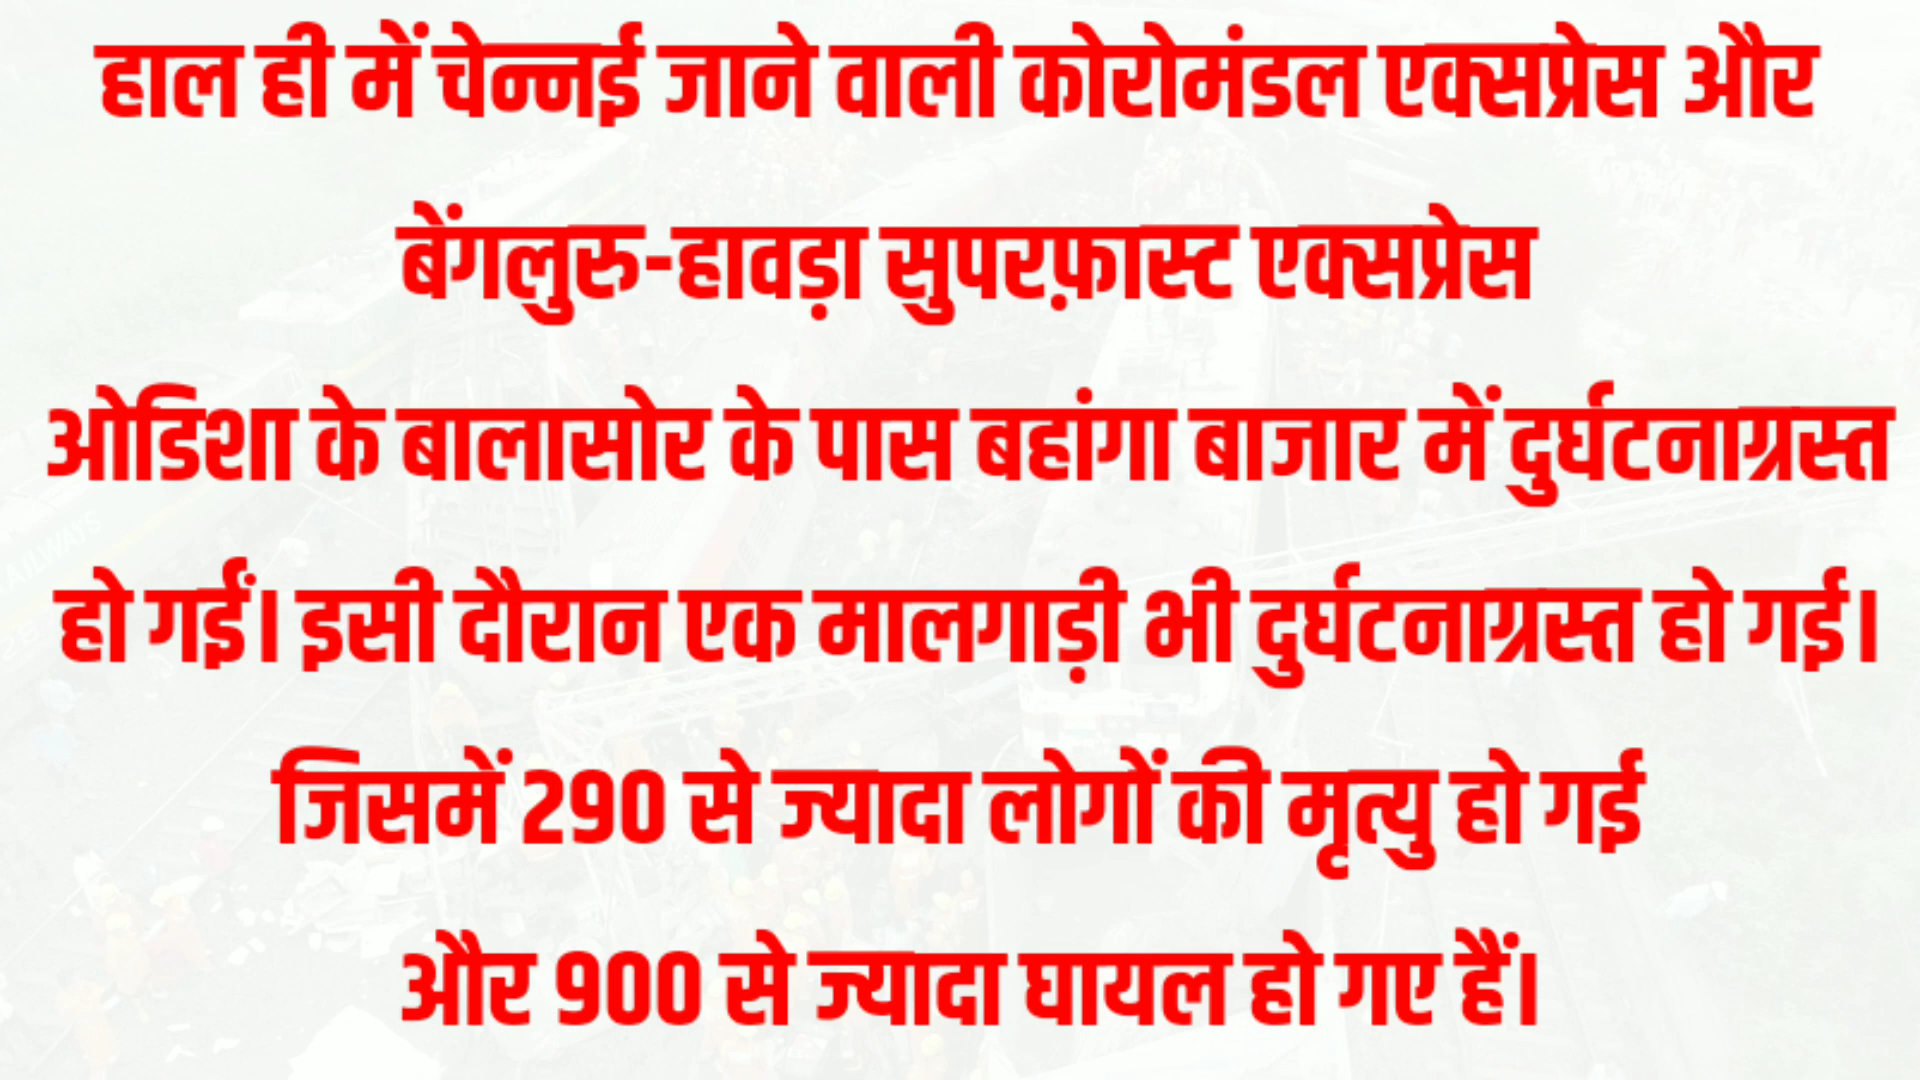 हाल ही में चेन्नई जाने वाली कोरोमंडल एक्सप्रेस और
बेंगलुरु-हावड़ा सुपरफ़ास्ट एक्सप्रेस
ओडिशा के बालासोर के पास बहांगा बाजार में दुर्घटनाग्रस्त
हो गईं। इसी दौरान एक मालगाड़ी भी दुर्घटनाग्रस्त हो गई।
जिसमें 290 से ज्यादा लोगों की मृत्यु हो गई
और 900 से ज्यादा घायल हो गए हैं।